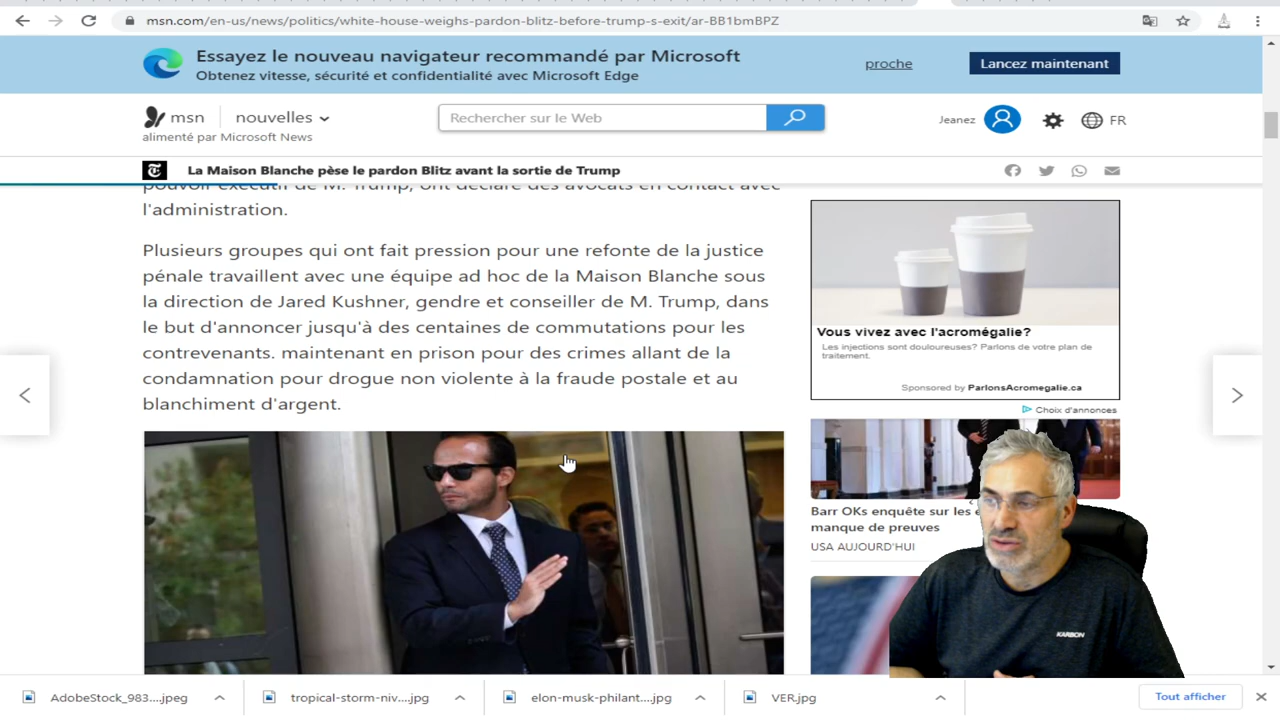 msn.com/en-us/news/politics/white-house-weighs-pardon-blitz-before-trump-s-exit/ar-BB1bmBPZ
Essayez le nouveau navigateur recommandé par Microsoft
Obtenez vitesse, sécurité et confidentialité avec Microsoft Edge
proche
Lancez maintenant
msn
nouvelles
alimenté par Microsoft News
Rechercher sur le Web
Jeanez
FR
La Maison Blanche pèse le pardon Blitz avant la sortie de Trump
pouvoir exécutif de M. Trump, ont déclaré des avocats en contact avec
l'administration.
Plusieurs groupes qui ont fait pression pour une refonte de la justice
pénale travaillent avec une équipe ad hoc de la Maison Blanche sous
la direction de Jared Kushner, gendre et conseiller de M. Trump, dans
le but d'annoncer jusqu'à des centaines de commutations pour les
contrevenants. maintenant en prison pour des crimes allant de la
condamnation pour drogue non violente à la fraude postale et au
blanchiment d'argent.
Vous vivez avec l'acromégalie?
Les injections sont douloureuses? Parlons de votre plan de
traitement.
Sponsored by ParlonsAcromegalie.ca
Choix d'annonces
Barr OKs enquête sur les
manque de preuves
USA AUJOURD'HUI
KARBON
AdobeStock_983....jpeg
tropical-storm-niv....jpg
elon-musk-philant....jpg
VER.jpg
Tout afficher